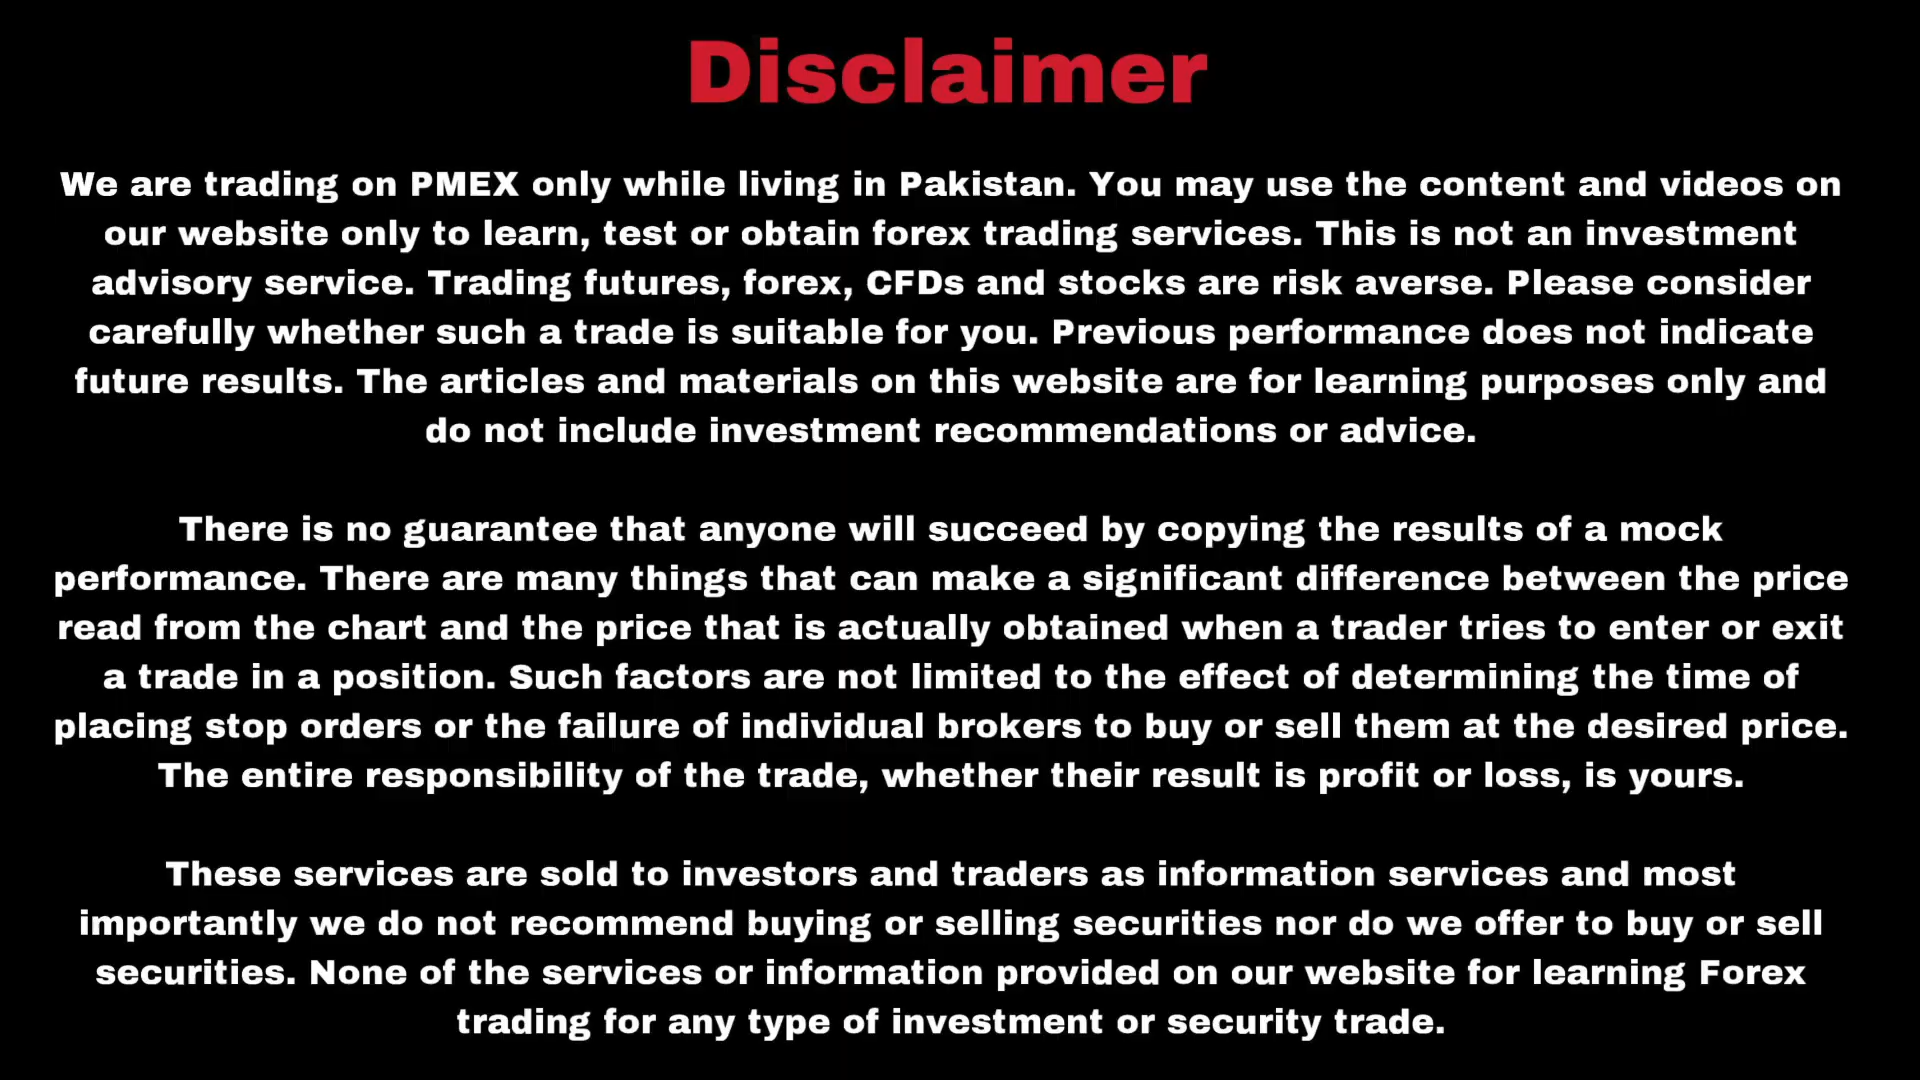 Disclaimer
We are trading on PMEX only while living in Pakistan. You may use the content and videos on
our website only to learn, test or obtain forex trading services. This is not an investment
advisory service. Trading futures, forex, CFDs and stocks are risk averse. Please consider
carefully whether such a trade is suitable for you. Previous performance does not indicate
future results. The articles and materials on this website are for learning purposes only and
do not include investment recommendations or advice.
There is no guarantee that anyone will succeed by copying the results of a mock
performance. There are many things that can make a significant difference between the price
read from the chart and the price that is actually obtained when a trader tries to enter or exit
a trade in a position. Such factors are not limited to the effect of determining the time of
placing stop orders or the failure of individual brokers to buy or sell them at the desired price.
The entire responsibility of the trade, whether their result is profit or loss, is yours.
These services are sold to investors and traders as information services and most
importantly we do not recommend buying or selling securities nor do we offer to buy or sell
securities. None of the services or information provided on our website for learning Forex
trading for any type of investment or security trade.